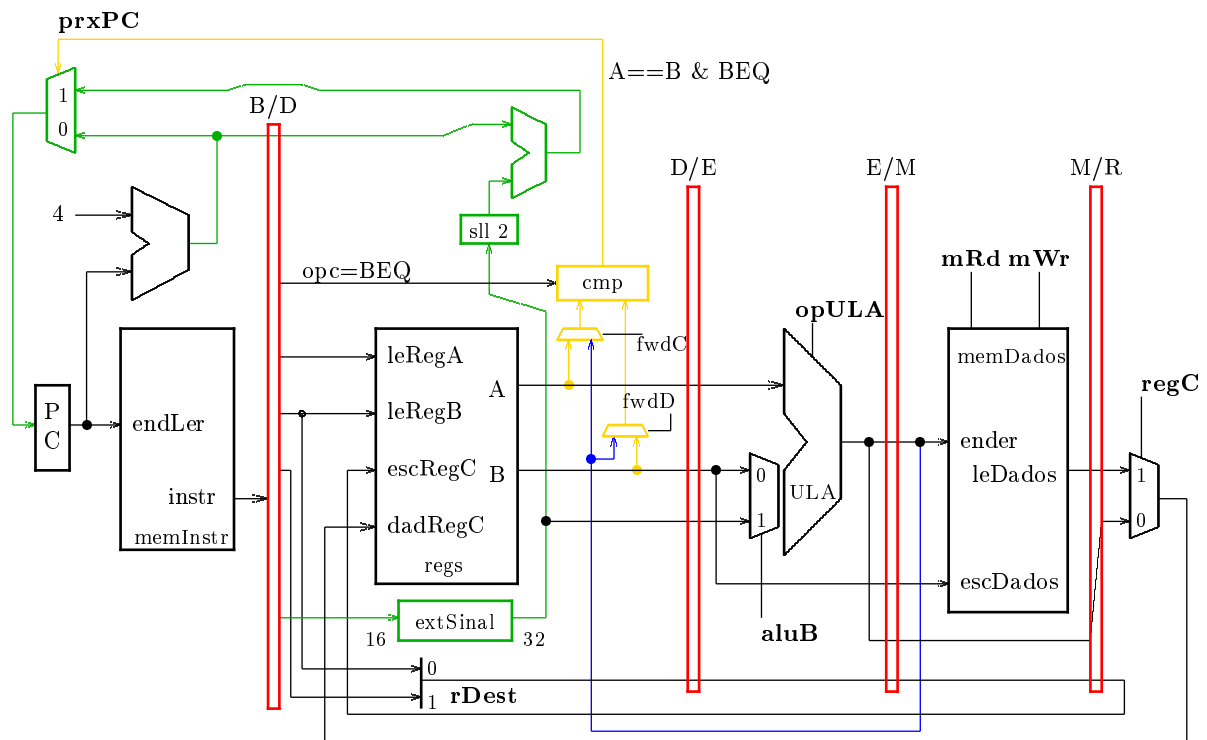 prxPC
A==B & BEQ
1
B/D
0
D/E
E/M
M/R
4
sll 2
opc=BEQ
cmp
mRd mWr
opULA
fwdC
memDados
leRegA
A
regC
fwdD
P
C
endLer
leRegB
ender
escRegC
B
0
leDados
1
instr
ULA
dadRegC
1
0
memInstr
regs
escDados
extSinal
16
32
aluB
0
1
rDest